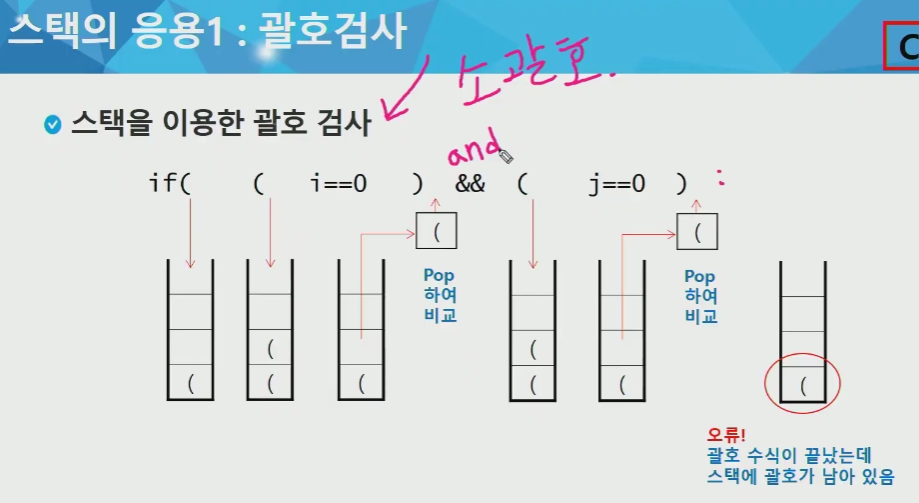 스택의 응용1 : 괄호검사
C
소괄호.
스택을 이용한 괄호 검사
and
if( ( i==0 ) && ( j==0 ) :
( (
Pop 하여 비교
Pop 하여 비교
( (
( ( ( ( ( (
오류!
괄호 수식이 끝났는데
스택에 괄호가 남아 있음